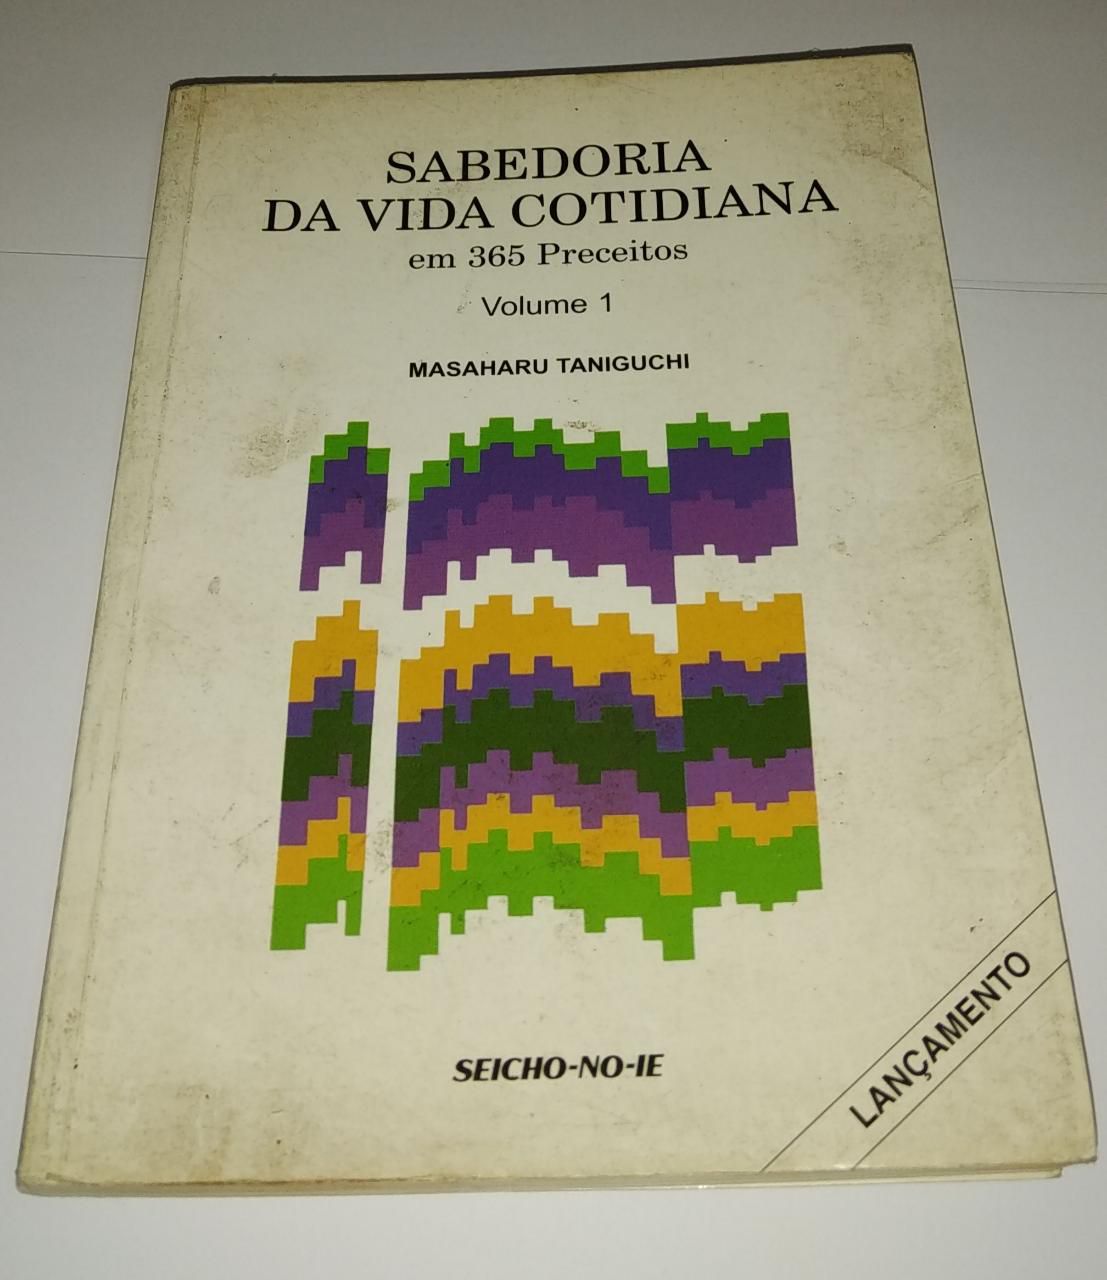 SABEDORIA
DA VIDA COTIDIANA
em 365 Preceitos
Volume 1
MASAHARU TANIGUCHI
SEICHO-NO-IE
LANÇAMENTO